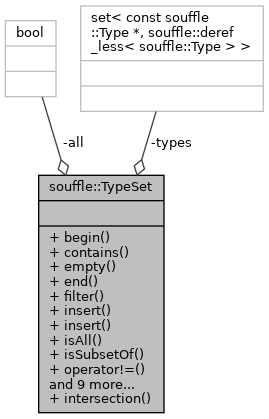 bool
set< const souffle
::Type *, souffle::deref
_less< souffle::Type > >
-all
-types
souffle::TypeSet
+ begin()
+ contains()
+ empty()
+ end()
+ filter()
+ insert()
+ insert()
+ isAll()
+ isSubsetOf()
+ operator!=()
and 9 more...
+ intersection()